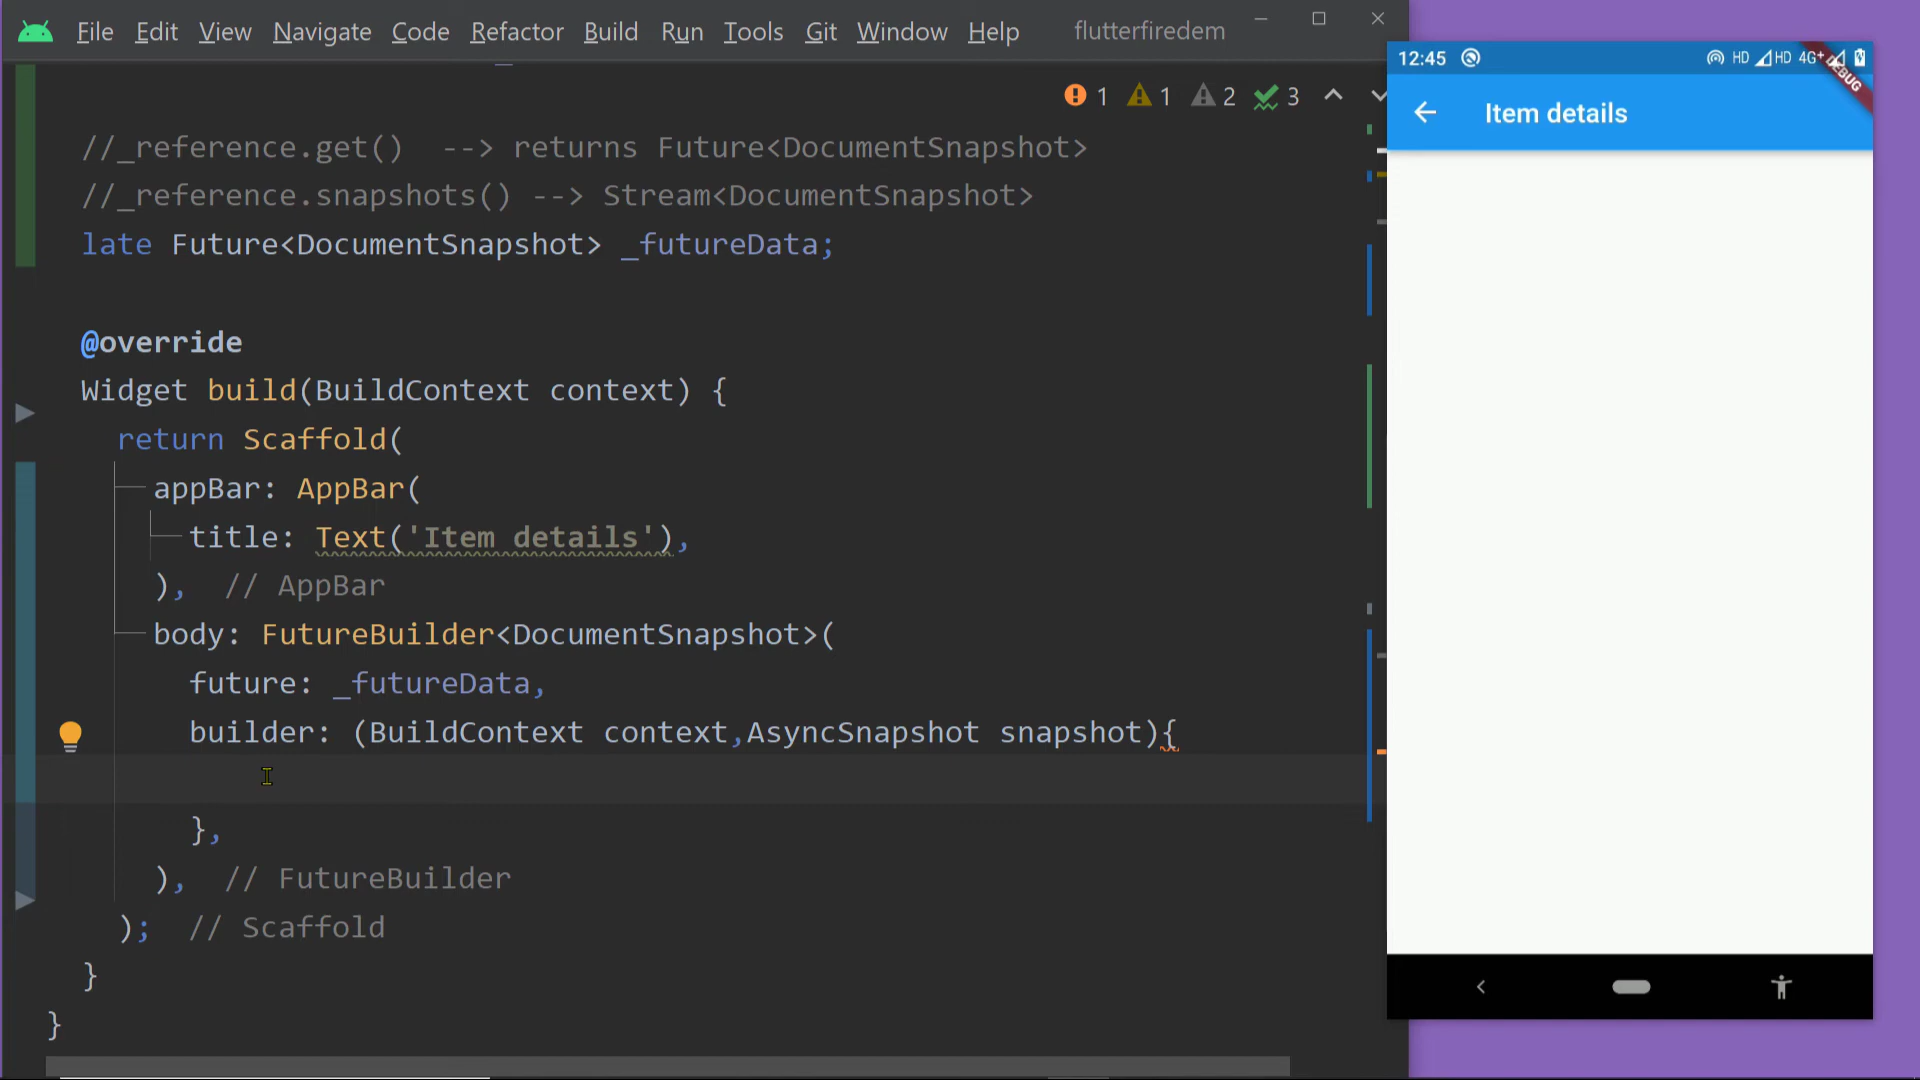 File Edit View Navigate Code Refactor Build Run Tools Git Window Help flutterfiredem
1 1 2 3
//_reference.get()  --> returns Future<DocumentSnapshot>
//_reference.snapshots() --> Stream<DocumentSnapshot>
late Future<DocumentSnapshot> _futureData;
@override
Widget build(BuildContext context) {
return Scaffold(
appBar: AppBar(
title: Text('Item details'),
),  // AppBar
body: FutureBuilder<DocumentSnapshot>(
future: _futureData,
builder: (BuildContext context,AsyncSnapshot snapshot){
},
),  // FutureBuilder
);  // Scaffold
}
}
12:45 HD HD 4G+
DEBUG
Item details